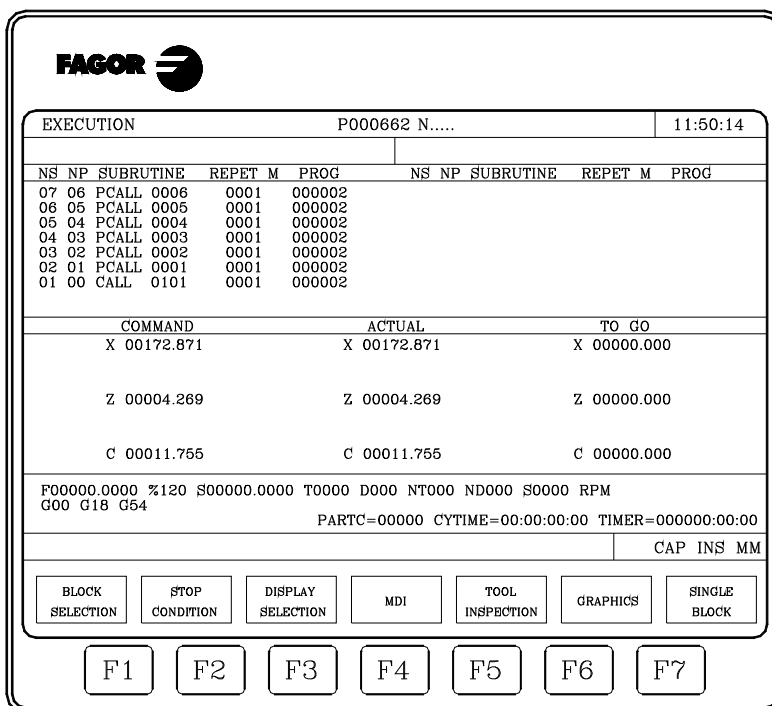 FAGOR
EXECUTION P000662 N..... 11:50:14
NS NP SUBRUTINE REPET M PROG NS NP SUBRUTINE REPET M PROG
07 06 PCALL 0006 0001 000002
06 05 PCALL 0005 0001 000002
05 04 PCALL 0004 0001 000002
04 03 PCALL 0003 0001 000002
03 02 PCALL 0002 0001 000002
02 01 PCALL 0001 0001 000002
01 00 CALL 0101 0001 000002
COMMAND ACTUAL TO GO
X 00172.871 X 00172.871 X 00000.000
Z 00004.269 Z 00004.269 Z 00000.000
C 00011.755 C 00011.755 C 00000.000
F00000.0000 %120 S00000.0000 T0000 D000 NT000 ND000 S0000 RPM
G00 G18 G54
PARTC=00000 CYTIME=00:00:00:00 TIMER=000000:00:00
CAP INS MM
BLOCK SELECTION
STOP CONDITION
DISPLAY SELECTION
MDI
TOOL INSPECTION
GRAPHICS
SINGLE BLOCK
F1 F2 F3 F4 F5 F6 F7